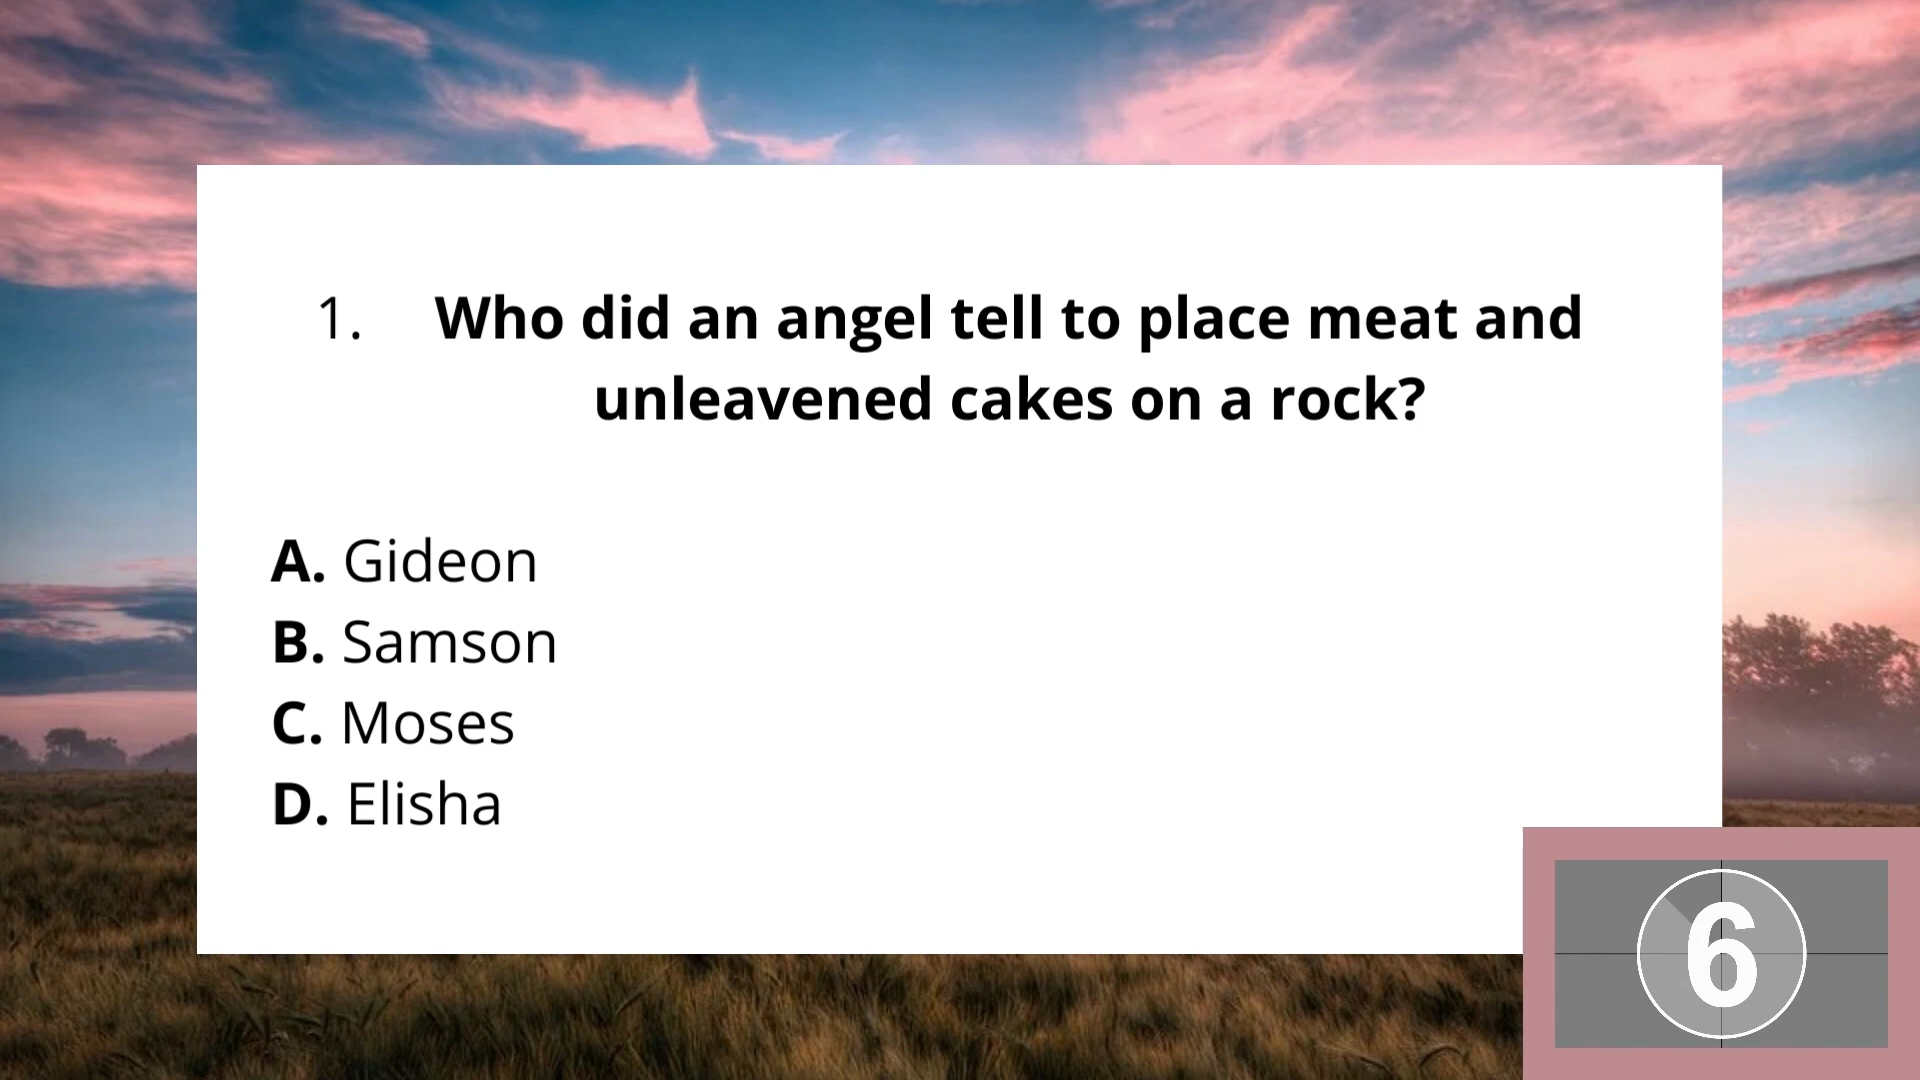 1. Who did an angel tell to place meat and
unleavened cakes on a rock?
A. Gideon
B. Samson
C. Moses
D. Elisha
6